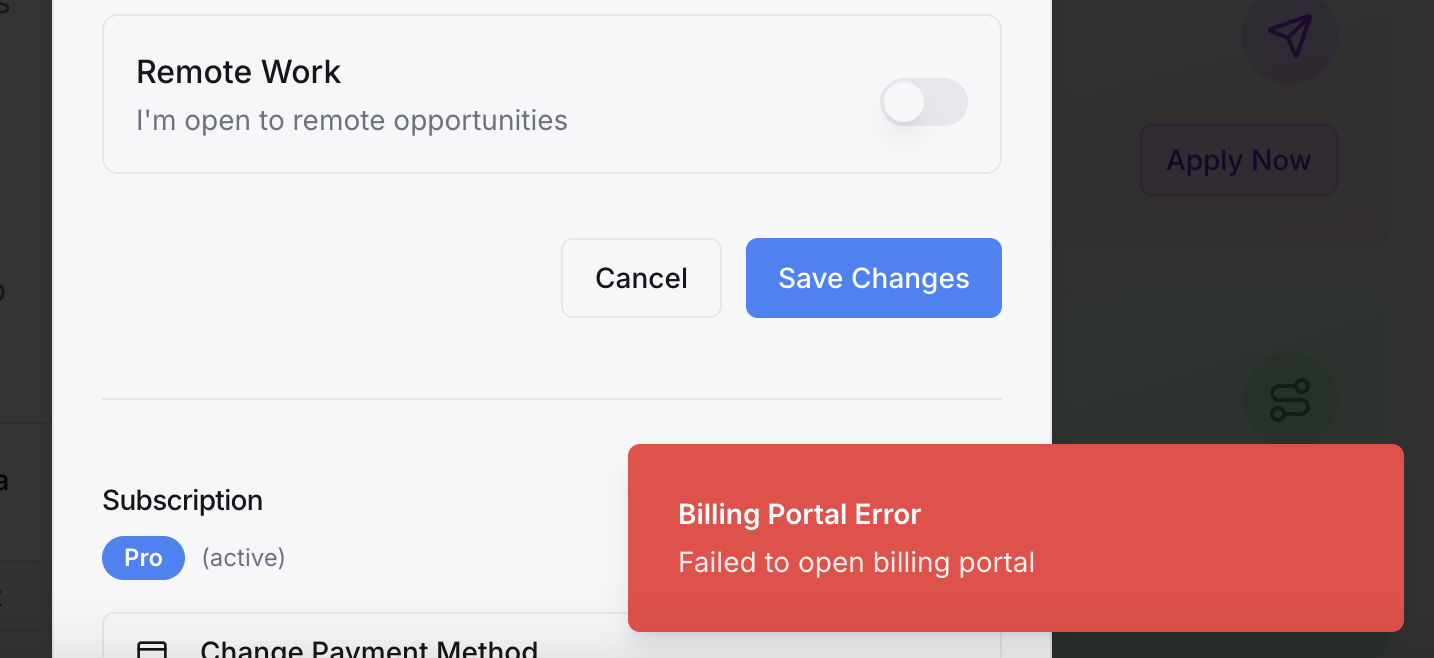 Remote Work
I'm open to remote opportunities
Apply Now
Cancel
Save Changes
Subscription
Pro
(active)
Billing Portal Error
Failed to open billing portal
Change Payment Method